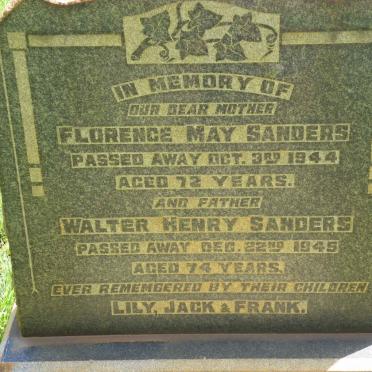 IN MEMORY OF
OUR DEAR MOTHER
FLORENCE MAY SANDERS
PASSED AWAY OCT. 3RD 1944
AGED 72 YEARS.
AND FATHER
WALTER HENRY SANDERS
PASSED AWAY DEC. 22ND 1945
AGED 74 YEARS.
EVER REMEMBERED BY THEIR CHILDREN
LILY, JACK & FRANK.